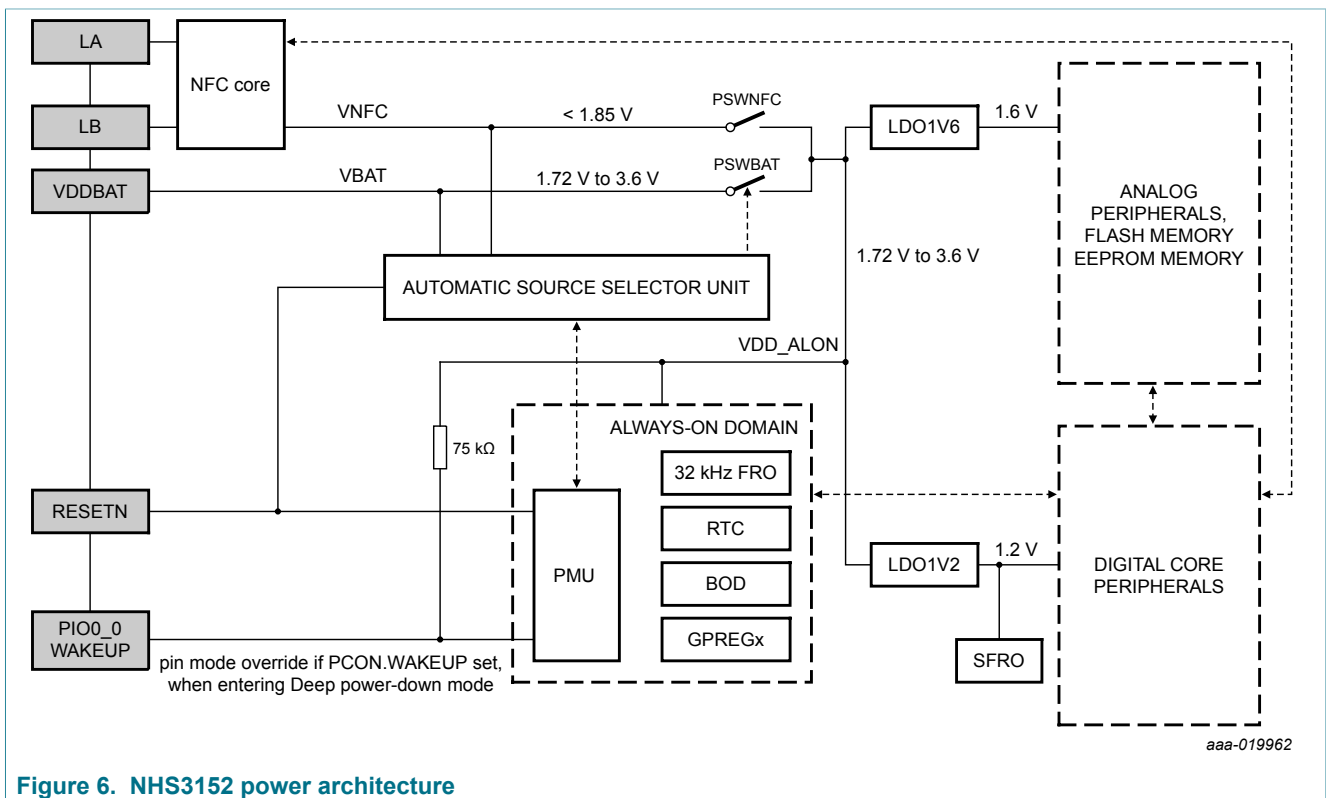 LA
NFC core
LB
VDDBAT
VNFC
< 1.85 V
PSWNFC
VBAT
1.72 V to 3.6 V
PSWBAT
LDO1V6
1.6 V
ANALOG
PERIPHERALS,
FLASH MEMORY
EEPROM MEMORY
1.72 V to 3.6 V
AUTOMATIC SOURCE SELECTOR UNIT
VDD_ALON
75 kΩ
ALWAYS-ON DOMAIN
32 kHz FRO
RTC
BOD
GPREGx
PMU
RESETN
PIO0_0
WAKEUP
pin mode override if PCON.WAKEUP set,
when entering Deep power-down mode
LDO1V2
1.2 V
SFRO
DIGITAL CORE
PERIPHERALS
aaa-019962
Figure 6. NHS3152 power architecture